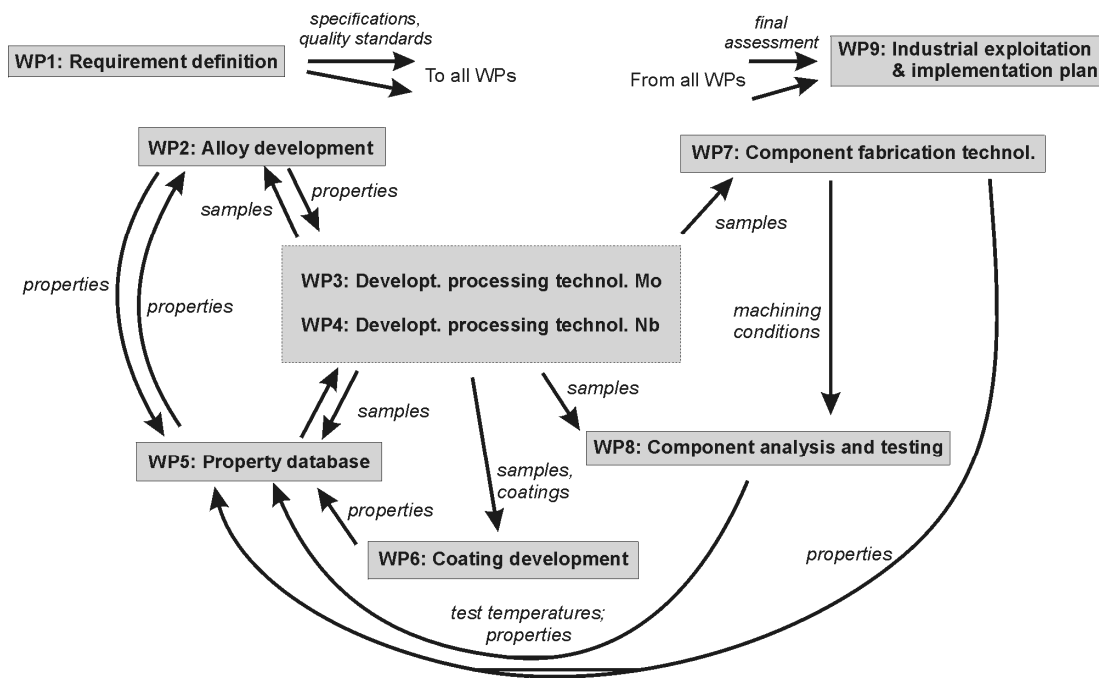 specifications,
quality standards
WP1: Requirement definition
To all WPs
final
assessment
From all WPs
WP9: Industrial exploitation
& implementation plan
WP2: Alloy development
WP7: Component fabrication technol.
properties
samples
samples
WP3: Developt. processing technol. Mo
WP4: Developt. processing technol. Nb
properties
properties
machining
conditions
samples
samples
WP5: Property database
WP8: Component analysis and testing
samples,
coatings
properties
WP6: Coating development
properties
test temperatures;
properties